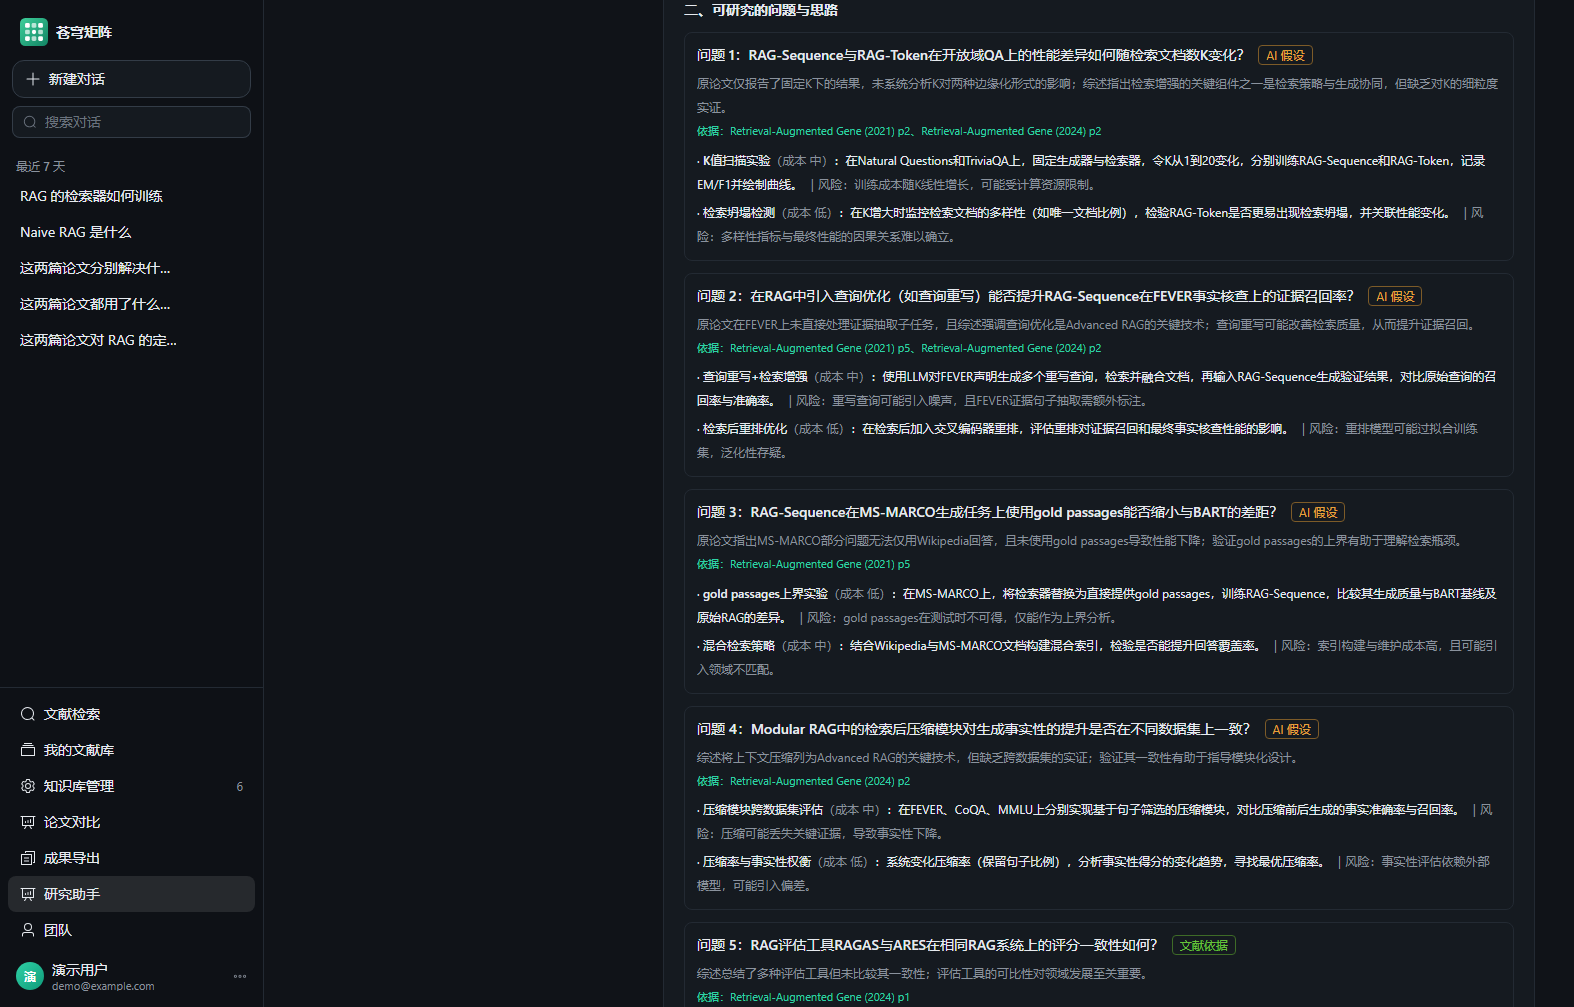 苍穹矩阵
新建对话
搜索对话
最近 7 天
RAG 的检索器如何训练
Naive RAG 是什么
这两篇论文分别解决什...
这两篇论文都用了什么...
这两篇论文对 RAG 的定...
文献检索
我的文献库
知识库管理 6
论文对比
成果导出
研究助手
团队
演 演示用户 ···
demo@example.com
二、可研究的问题与思路
问题 1：RAG-Sequence与RAG-Token在开放域QA上的性能差异如何随检索文档数K变化？ AI 假设
原论文仅报告了固定K下的结果，未系统分析K对两种边缘化形式的影响；综述指出检索增强的关键组件之一是检索策略与生成协同，但缺乏对K的细粒度
实证。
依据：Retrieval-Augmented Gene (2021) p2、Retrieval-Augmented Gene (2024) p2
· K值扫描实验（成本 中）：在Natural Questions和TriviaQA上，固定生成器与检索器，令K从1到20变化，分别训练RAG-Sequence和RAG-Token，记录
EM/F1并绘制曲线。 | 风险：训练成本随K线性增长，可能受计算资源限制。
· 检索坍塌检测（成本 低）：在K增大时监控检索文档的多样性（如唯一文档比例），检验RAG-Token是否更易出现检索坍塌，并关联性能变化。 | 风
险：多样性指标与最终性能的因果关系难以确立。
问题 2：在RAG中引入查询优化（如查询重写）能否提升RAG-Sequence在FEVER事实核查上的证据召回率？ AI 假设
原论文在FEVER上未直接处理证据抽取子任务，且综述强调查询优化是Advanced RAG的关键技术；查询重写可能改善检索质量，从而提升证据召回。
依据：Retrieval-Augmented Gene (2021) p5、Retrieval-Augmented Gene (2024) p2
· 查询重写+检索增强（成本 中）：使用LLM对FEVER声明生成多个重写查询，检索并融合文档，再输入RAG-Sequence生成验证结果，对比原始查询的召
回率与准确率。 | 风险：重写查询可能引入噪声，且FEVER证据句子抽取需额外标注。
· 检索后重排优化（成本 低）：在检索后加入交叉编码器重排，评估重排对证据召回和最终事实核查性能的影响。 | 风险：重排模型可能过拟合训练
集，泛化性存疑。
问题 3：RAG-Sequence在MS-MARCO生成任务上使用gold passages能否缩小与BART的差距？ AI 假设
原论文指出MS-MARCO部分问题无法仅用Wikipedia回答，且未使用gold passages导致性能下降；验证gold passages的上界有助于理解检索瓶颈。
依据：Retrieval-Augmented Gene (2021) p5
· gold passages上界实验（成本 低）：在MS-MARCO上，将检索器替换为直接提供gold passages，训练RAG-Sequence，比较其生成质量与BART基线及
原始RAG的差异。 | 风险：gold passages在测试时不可得，仅能作为上界分析。
· 混合检索策略（成本 中）：结合Wikipedia与MS-MARCO文档构建混合索引，检验是否能提升回答覆盖率。 | 风险：索引构建与维护成本高，且可能引
入领域不匹配。
问题 4：Modular RAG中的检索后压缩模块对生成事实性的提升是否在不同数据集上一致？ AI 假设
综述将上下文压缩列为Advanced RAG的关键技术，但缺乏跨数据集的实证；验证其一致性有助于指导模块化设计。
依据：Retrieval-Augmented Gene (2024) p2
· 压缩模块跨数据集评估（成本 中）：在FEVER、CoQA、MMLU上分别实现基于句子筛选的压缩模块，对比压缩前后生成的事实准确率与召回率。 | 风
险：压缩可能丢失关键证据，导致事实性下降。
· 压缩率与事实性权衡（成本 低）：系统变化压缩率（保留句子比例），分析事实性得分的变化趋势，寻找最优压缩率。 | 风险：事实性评估依赖外部
模型，可能引入偏差。
问题 5：RAG评估工具RAGAS与ARES在相同RAG系统上的评分一致性如何？ 文献依据
综述总结了多种评估工具但未比较其一致性；评估工具的可比性对领域发展至关重要。
依据：Retrieval-Augmented Gene (2024) p1